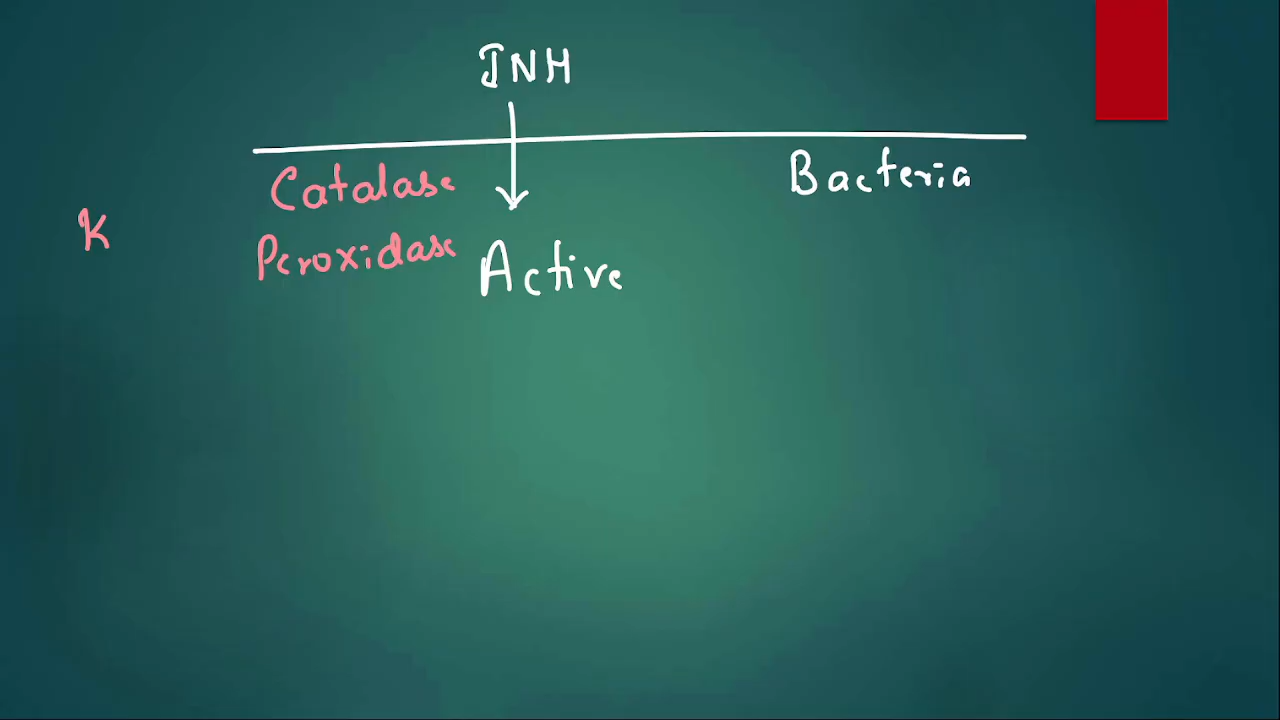 INH
Catalase
Bacteria
K
Peroxidase
Active